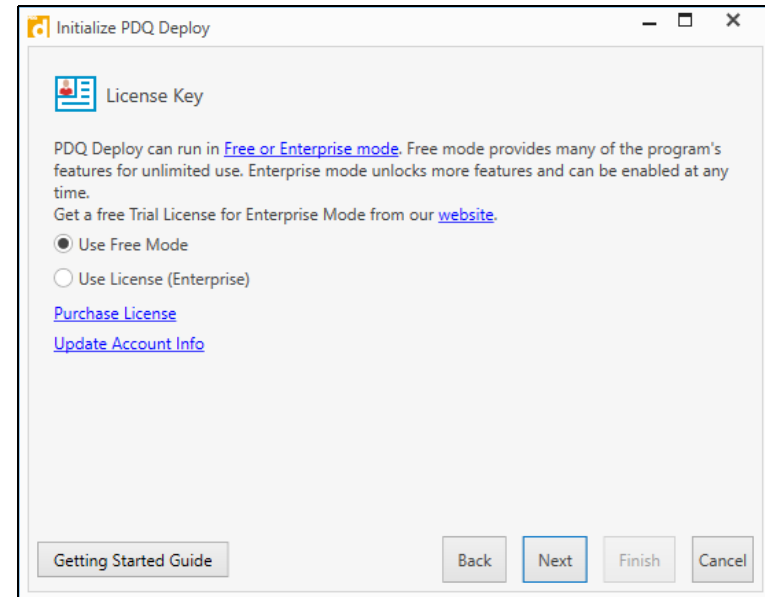 Initialize PDQ Deploy
License Key
PDQ Deploy can run in Free or Enterprise mode. Free mode provides many of the program's
features for unlimited use. Enterprise mode unlocks more features and can be enabled at any
time.
Get a free Trial License for Enterprise Mode from our website.
Use Free Mode
Use License (Enterprise)
Purchase License
Update Account Info
Getting Started Guide Back Next Finish Cancel